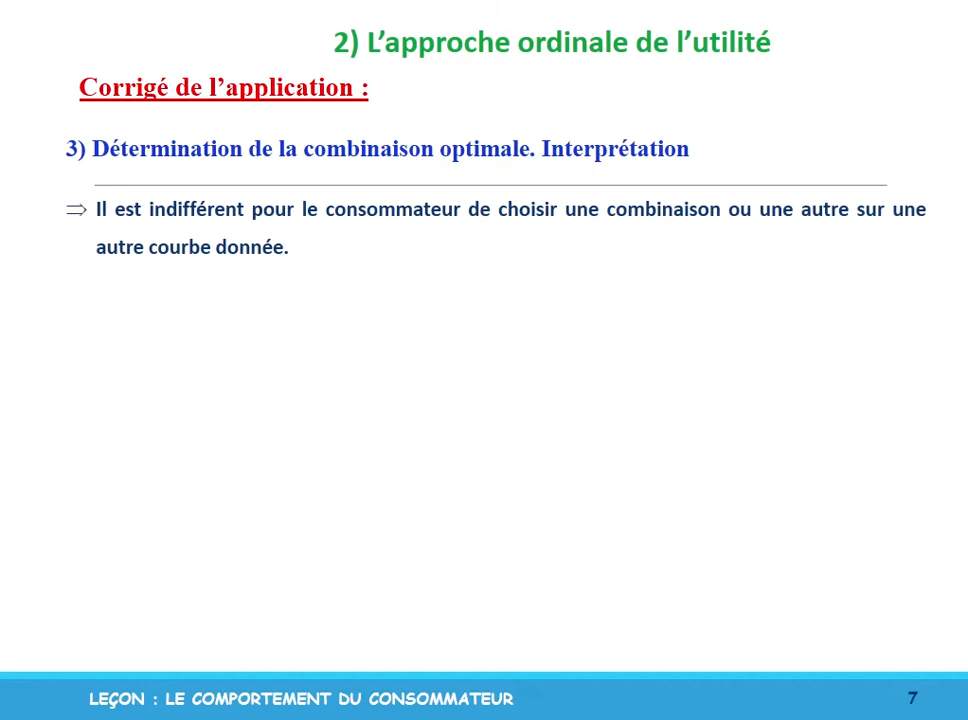 2) L’approche ordinale de l’utilité
Corrigé de l’application :
3) Détermination de la combinaison optimale. Interprétation
⇒ Il est indifférent pour le consommateur de choisir une combinaison ou une autre sur une
autre courbe donnée.
LEÇON : LE COMPORTEMENT DU CONSOMMATEUR
7